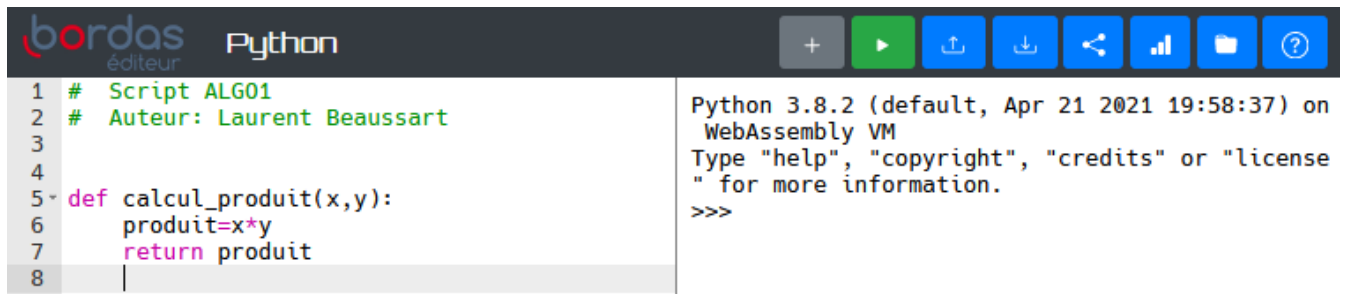 bordas
éditeur
Python
+
?
1 # Script ALGO1
2 # Auteur: Laurent Beaussart
3
4
5 def calcul_produit(x,y):
6     produit=x*y
7     return produit
8
Python 3.8.2 (default, Apr 21 2021 19:58:37) on
 WebAssembly VM
Type "help", "copyright", "credits" or "license
" for more information.
>>>